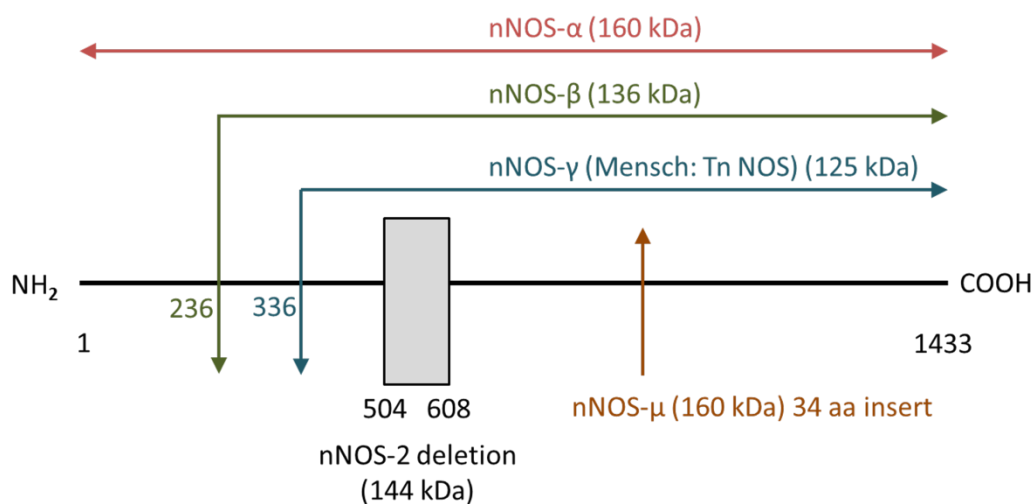 nNOS-α (160 kDa)
nNOS-β (136 kDa)
nNOS-γ (Mensch: Tn NOS) (125 kDa)
NH₂
COOH
236
336
1
1433
504 608
nNOS-μ (160 kDa) 34 aa insert
nNOS-2 deletion
(144 kDa)